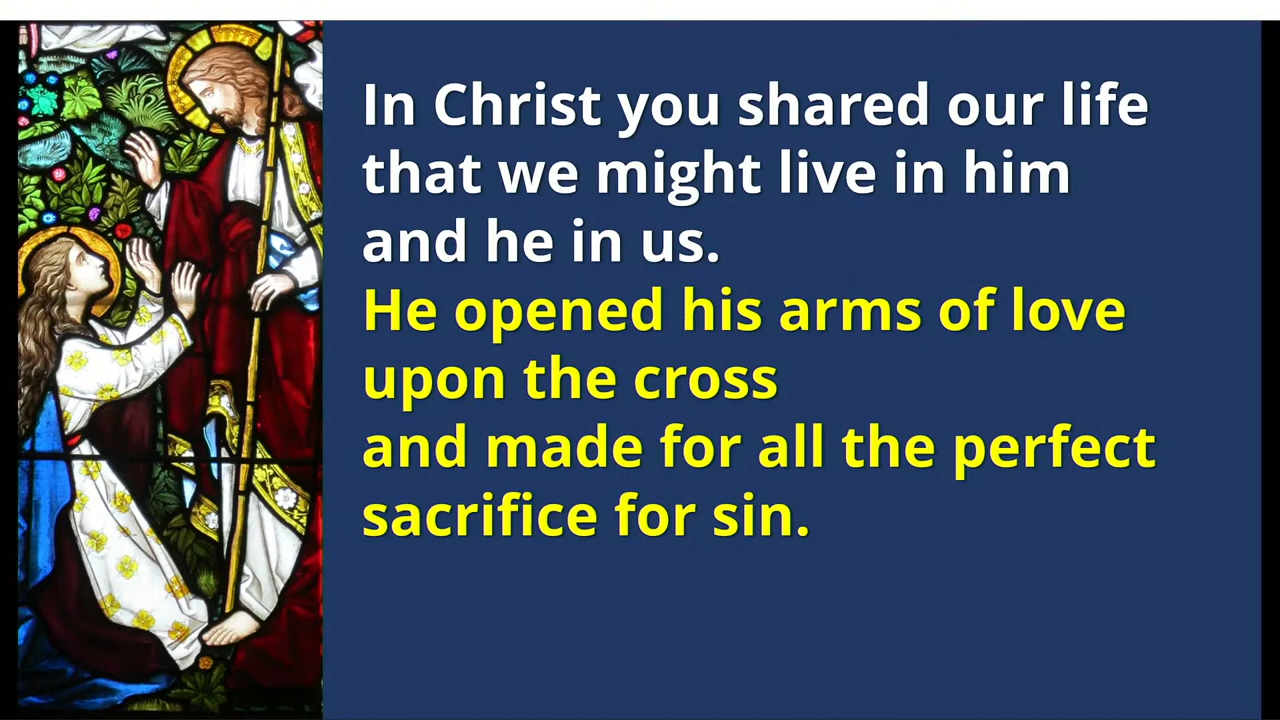 In Christ you shared our life
that we might live in him
and he in us.
He opened his arms of love
upon the cross
and made for all the perfect
sacrifice for sin.